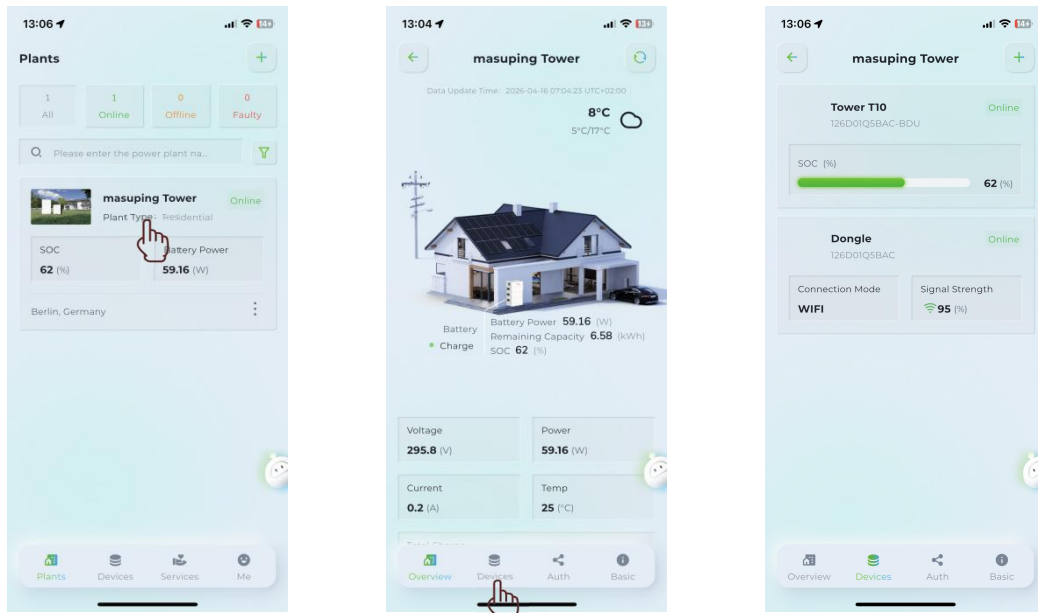 13:06
Plants
1
All
1
Online
0
Offline
0
Faulty
Please enter the power plant na...
masuping Tower
Online
Plant Type: Residential
SOC
62 (%)
Battery Power
59.16 (W)
Berlin, Germany
Plants
Devices
Services
Me
13:04
masuping Tower
Data Update Time: 2026-04-16 07:04:23 UTC+02:00
8°C
5°C/17°C
Battery
Charge
Battery Power 59.16 (W)
Remaining Capacity 6.58 (kWh)
SOC 62 (%)
Voltage
295.8 (V)
Power
59.16 (W)
Current
0.2 (A)
Temp
25 (°C)
Total Charge
Overview
Devices
Auth
Basic
13:06
masuping Tower
Tower T10
Online
126D01Q5BAC-BDU
SOC (%)
62 (%)
Dongle
Online
126D01Q5BAC
Connection Mode
WIFI
Signal Strength
95 (%)
Overview
Devices
Auth
Basic